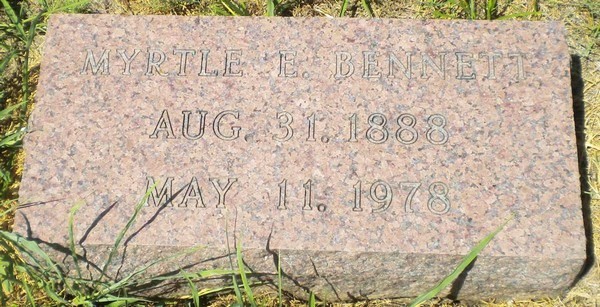 MYRTLE E. BENNETT
AUG. 31. 1888
MAY 11. 1978